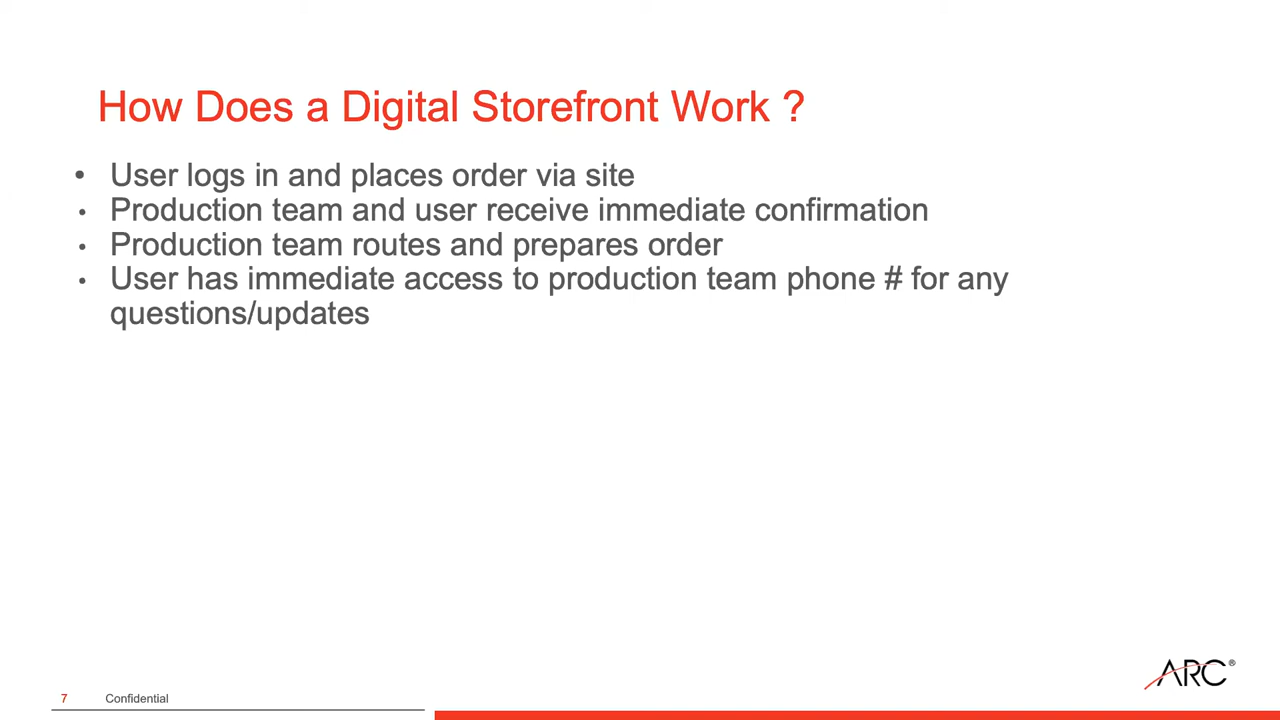 How Does a Digital Storefront Work ?
• User logs in and places order via site
• Production team and user receive immediate confirmation
• Production team routes and prepares order
• User has immediate access to production team phone # for any
questions/updates
ARC®
7 Confidential